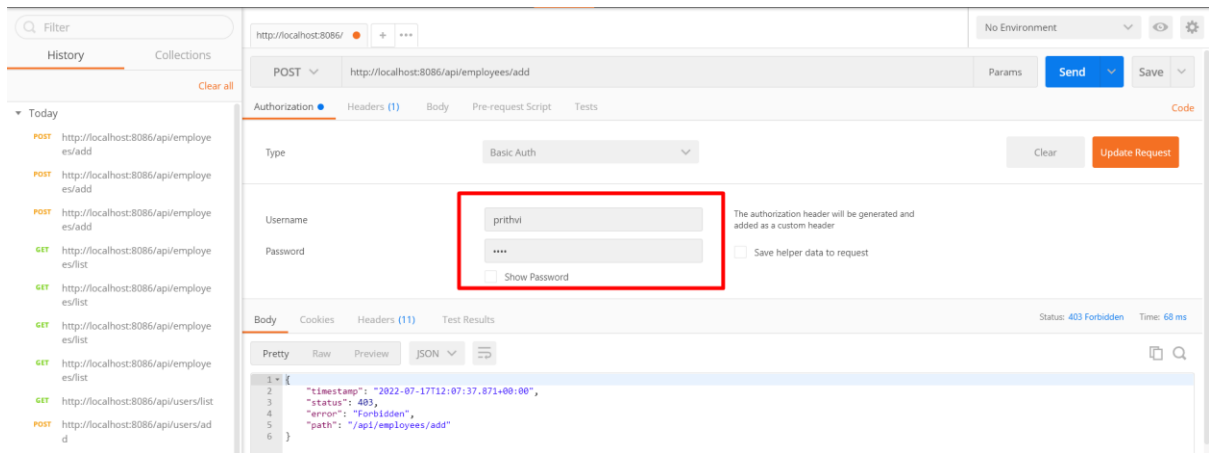 Filter
History Collections
Clear all
Today
POST http://localhost:8086/api/employe
es/add
POST http://localhost:8086/api/employe
es/add
POST http://localhost:8086/api/employe
es/add
GET http://localhost:8086/api/employe
es/list
GET http://localhost:8086/api/employe
es/list
GET http://localhost:8086/api/employe
es/list
GET http://localhost:8086/api/employe
es/list
GET http://localhost:8086/api/users/list
POST http://localhost:8086/api/users/ad
d
http://localhost:8086/ + •••
No Environment
POST http://localhost:8086/api/employees/add Params Send Save
Authorization Headers (1) Body Pre-request Script Tests Code
Type Basic Auth Clear Update Request
Username prithvi
The authorization header will be generated and
added as a custom header
Password ••••
Save helper data to request
Show Password
Body Cookies Headers (11) Test Results Status: 403 Forbidden Time: 68 ms
Pretty Raw Preview JSON
1 {
2 "timestamp": "2022-07-17T12:07:37.871+00:00",
3 "status": 403,
4 "error": "Forbidden",
5 "path": "/api/employees/add"
6 }